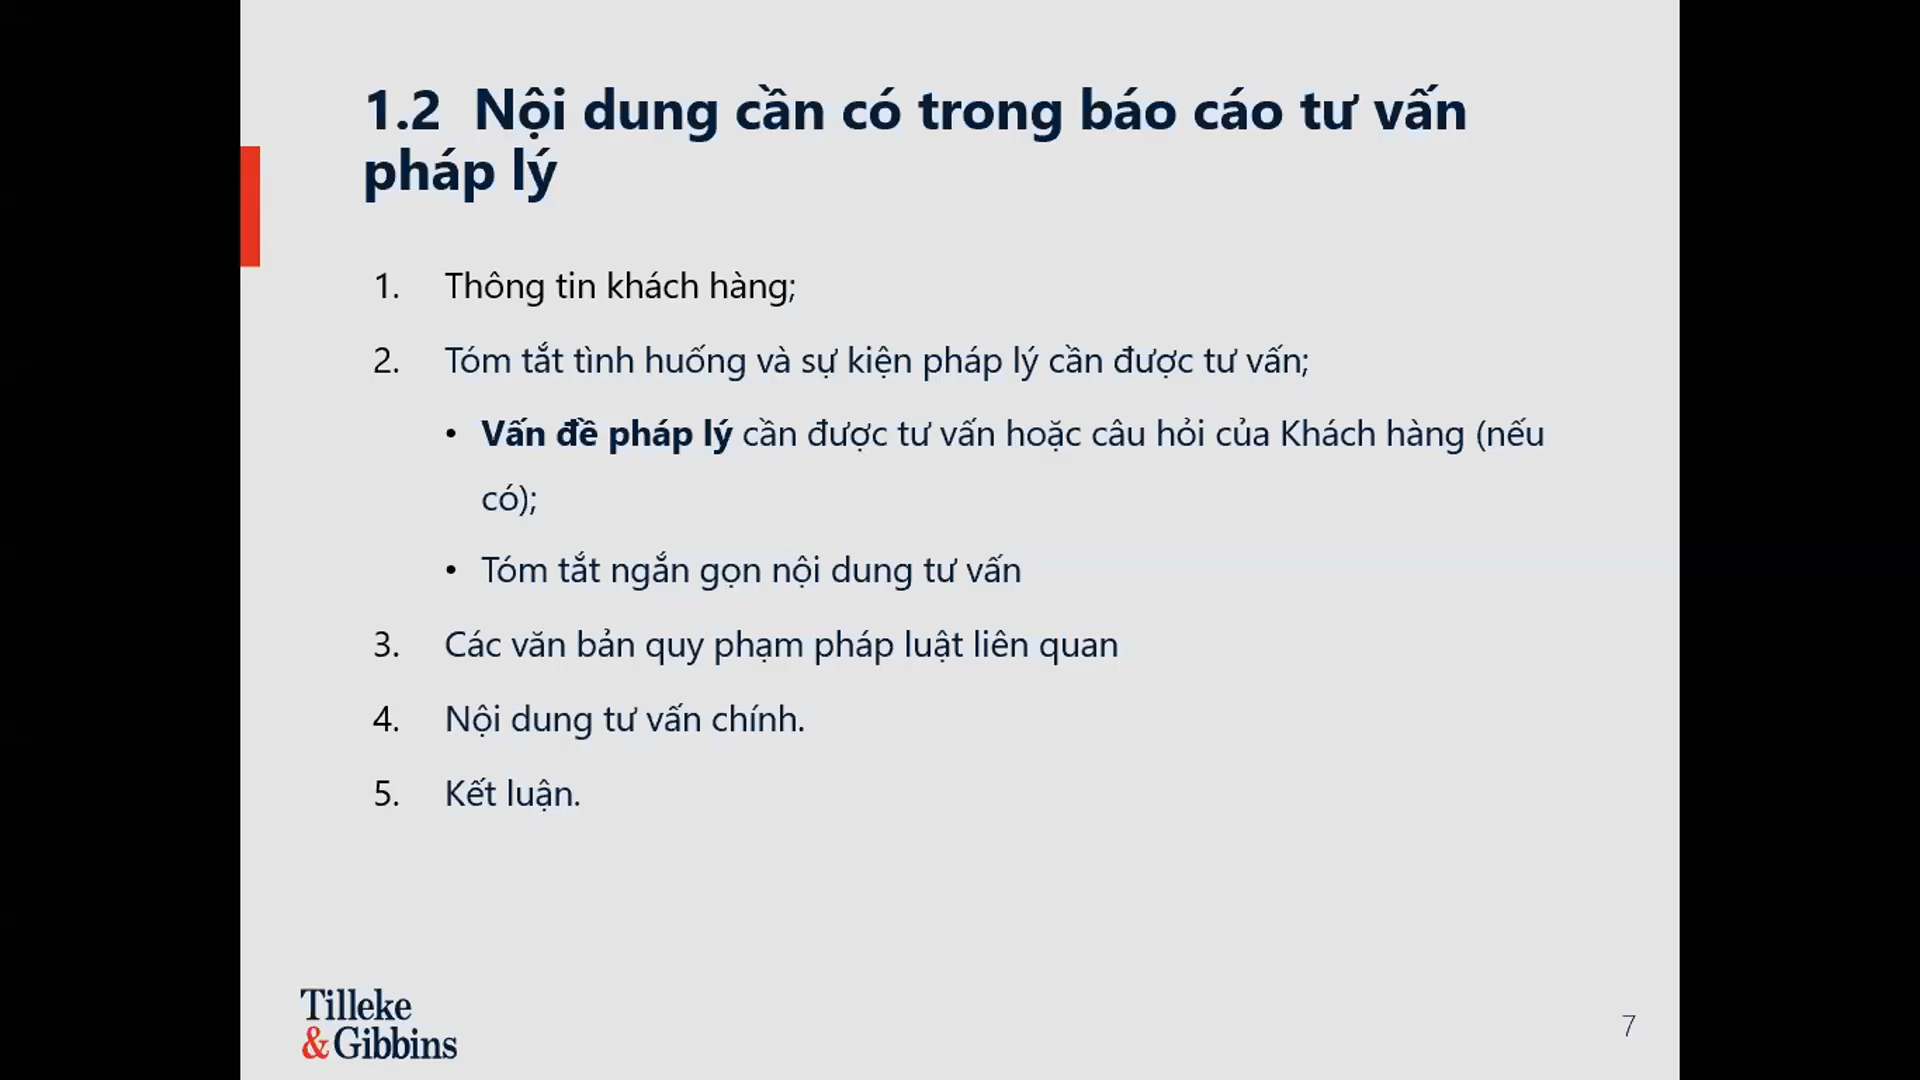 1.2 Nội dung cần có trong báo cáo tư vấn
pháp lý
1. Thông tin khách hàng;
2. Tóm tắt tình huống và sự kiện pháp lý cần được tư vấn;
• Vấn đề pháp lý cần được tư vấn hoặc câu hỏi của Khách hàng (nếu
có);
• Tóm tắt ngắn gọn nội dung tư vấn
3. Các văn bản quy phạm pháp luật liên quan
4. Nội dung tư vấn chính.
5. Kết luận.
Tilleke
&Gibbins
7